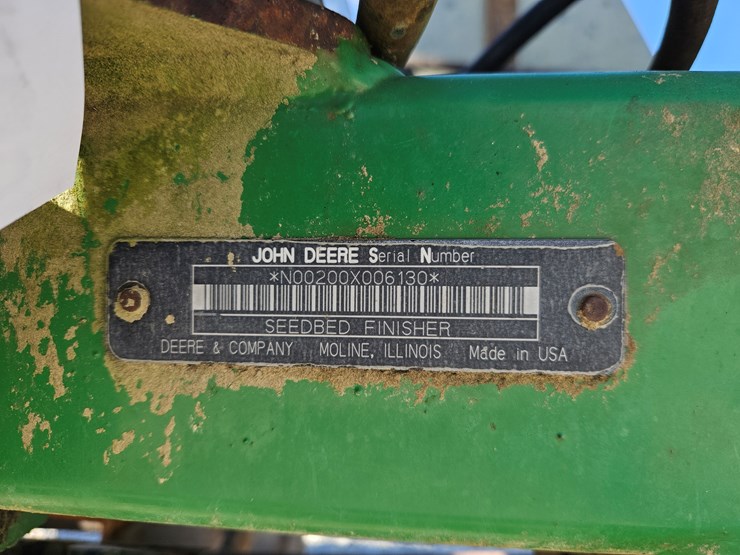 JOHN DEERE Serial Number
*N00200X006130*
SEEDBED FINISHER
DEERE & COMPANY MOLINE, ILLINOIS Made in USA